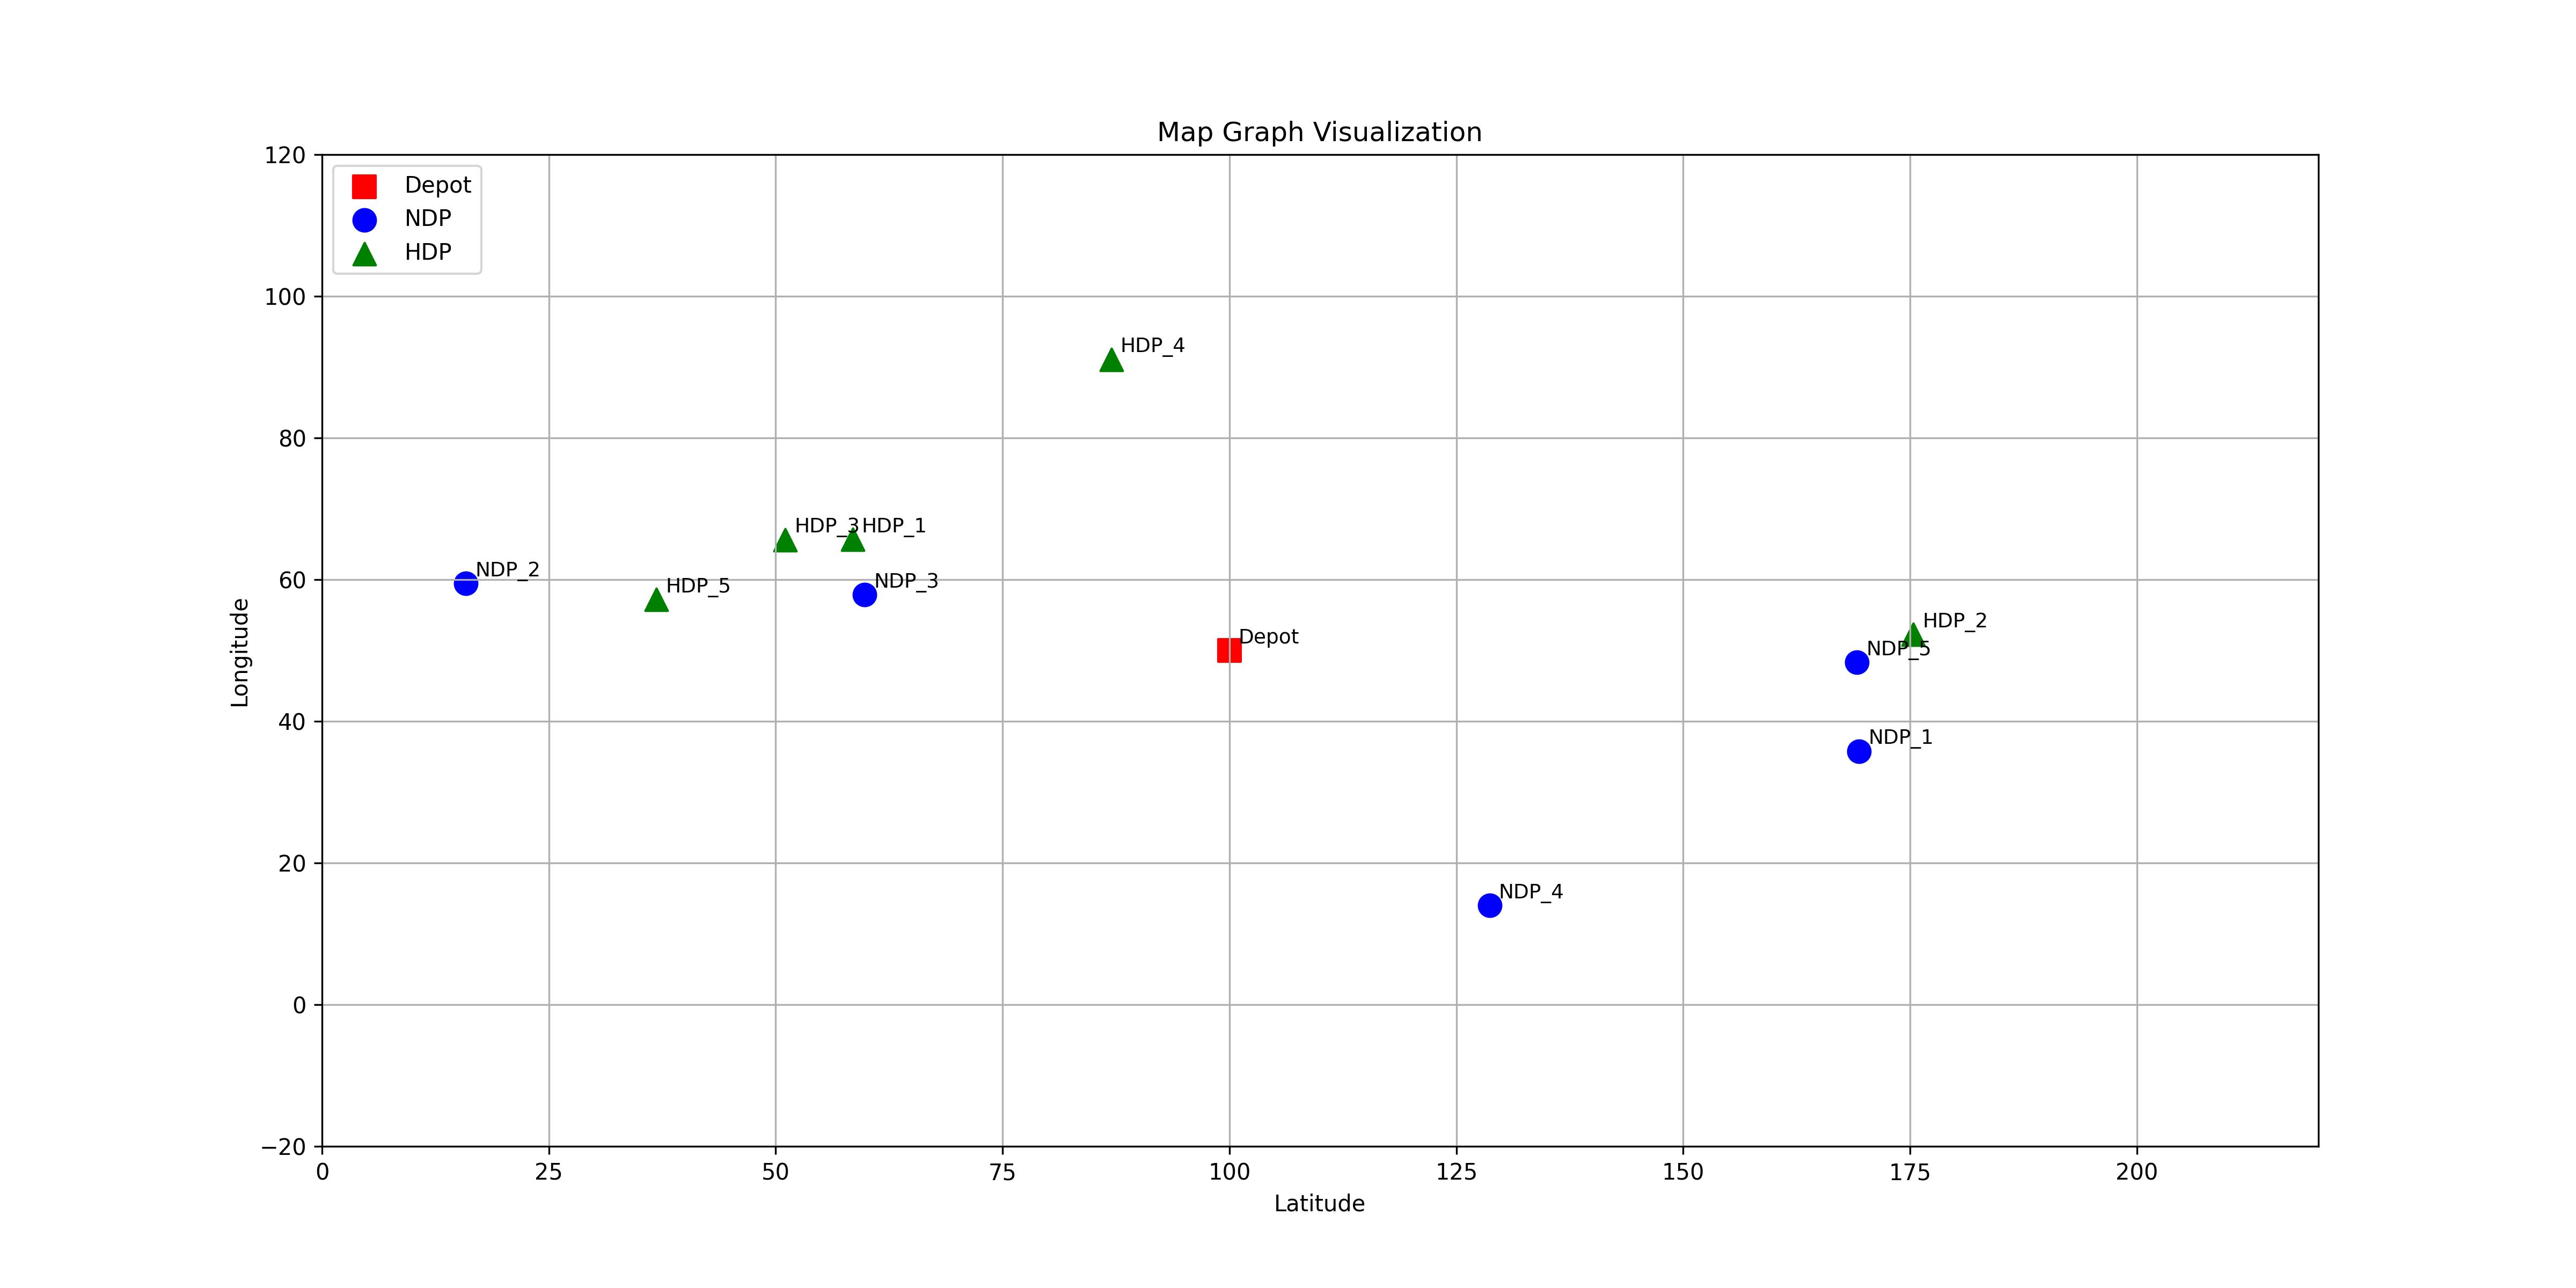 Map Graph Visualization
120
100
80
60
40
20
0
−20
Longitude
Depot
NDP
HDP
HDP_4
HDP_3
HDP_1
NDP_2
HDP_5
NDP_3
Depot
HDP_2
NDP_5
NDP_1
NDP_4
0 25 50 75 100 125 150 175 200
Latitude